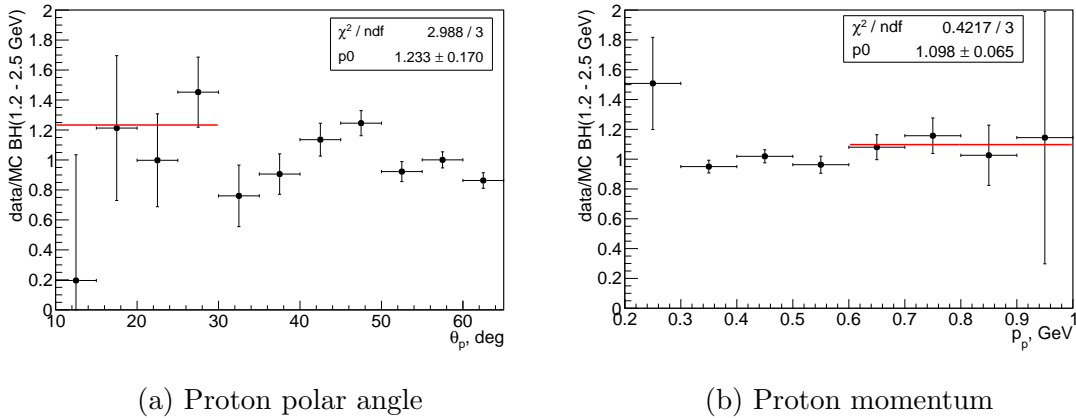 data/MC BH(1.2 - 2.5 GeV)
2
1.8
1.6
1.4
1.2
1
0.8
0.6
0.4
0.2
0
χ² / ndf 2.988 / 3
p0 1.233 ± 0.170
10 20 30 40 50 60
θp, deg
(a) Proton polar angle
data/MC BH(1.2 - 2.5 GeV)
2
1.8
1.6
1.4
1.2
1
0.8
0.6
0.4
0.2
0
χ² / ndf 0.4217 / 3
p0 1.098 ± 0.065
0.2 0.3 0.4 0.5 0.6 0.7 0.8 0.9 1
pp, GeV
(b) Proton momentum